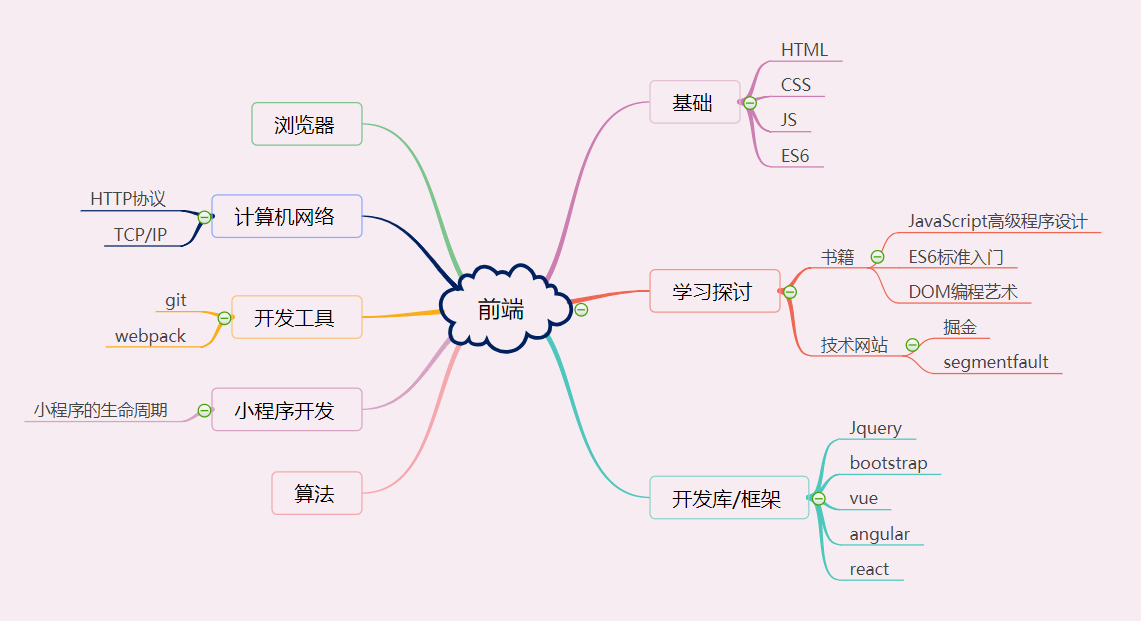 前端
基础
HTML
CSS
JS
ES6
学习探讨
书籍
JavaScript高级程序设计
ES6标准入门
DOM编程艺术
技术网站
掘金
segmentfault
开发库/框架
Jquery
bootstrap
vue
angular
react
浏览器
计算机网络
HTTP协议
TCP/IP
开发工具
git
webpack
小程序开发
小程序的生命周期
算法